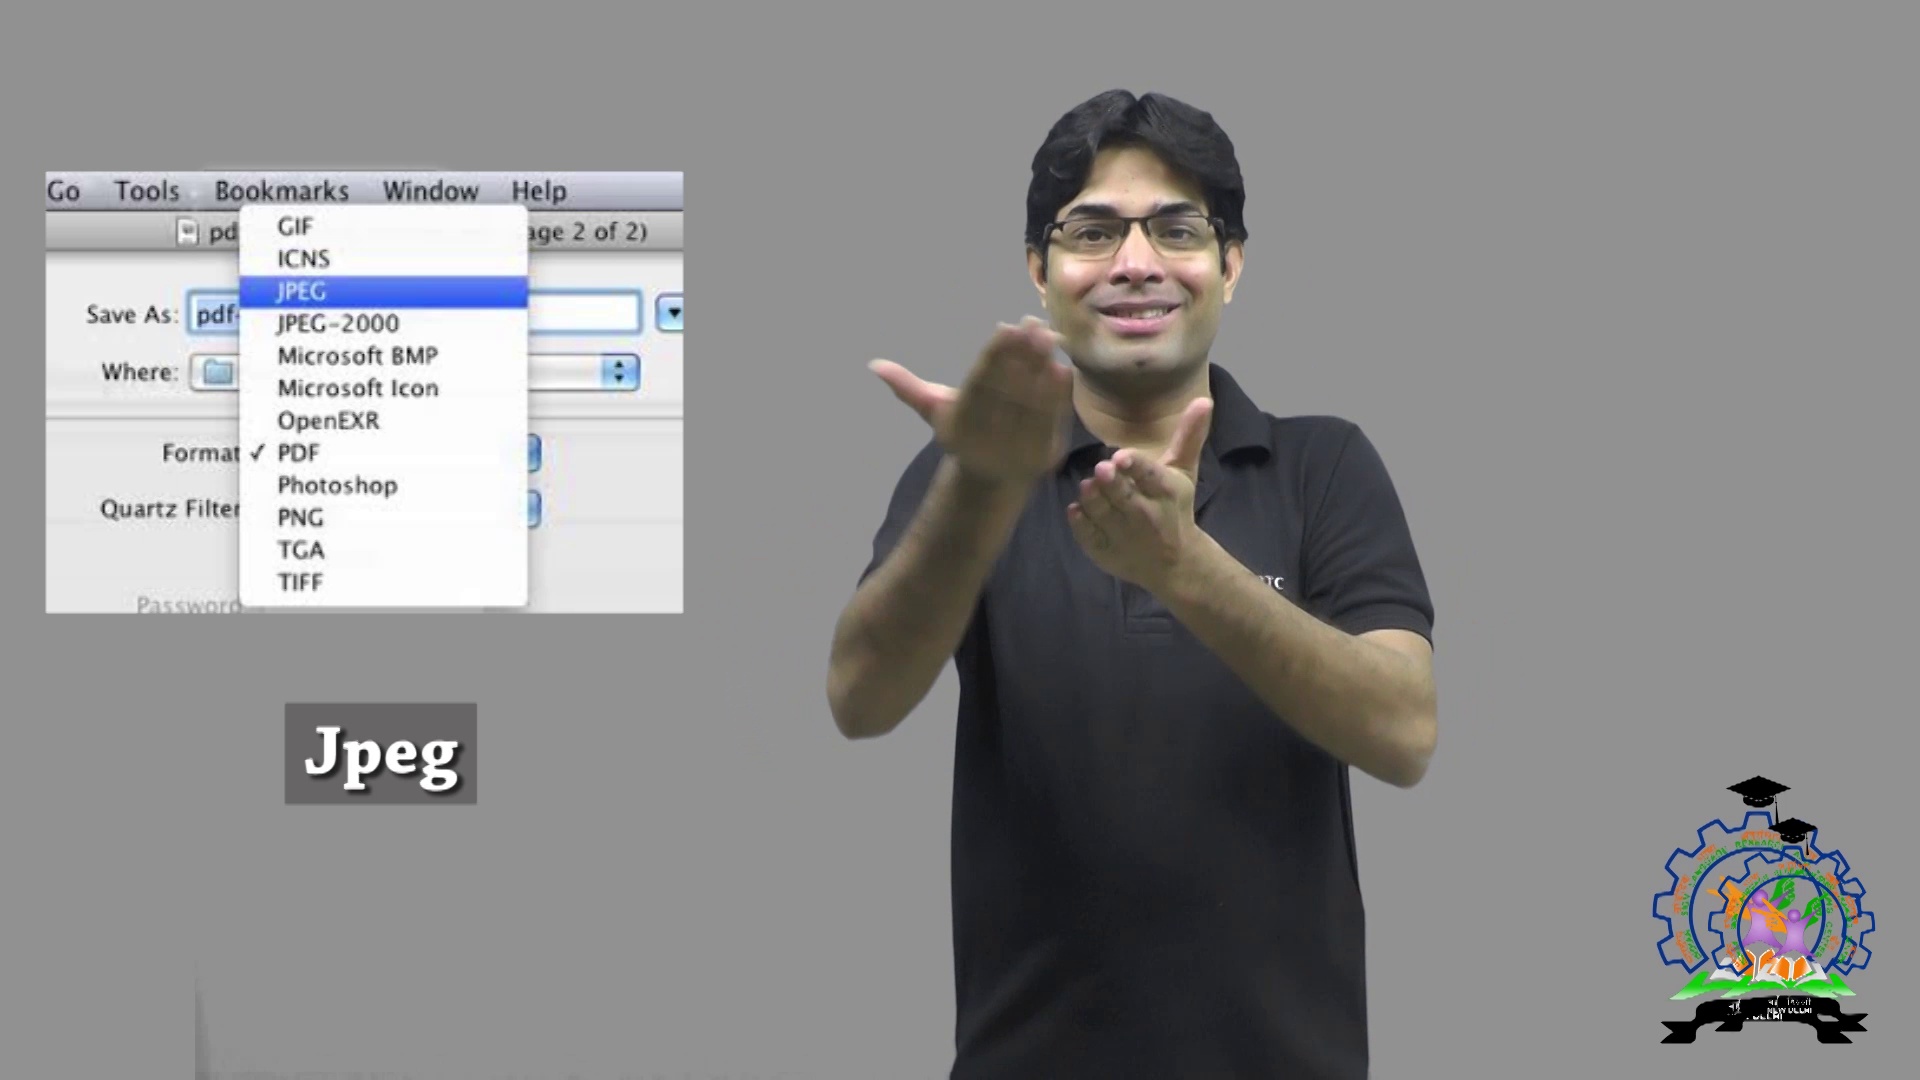 Go Tools Bookmarks Window Help
pd age 2 of 2)
GIF
ICNS
JPEG
Save As: pdf-
JPEG-2000
Microsoft BMP
Where:
Microsoft Icon
OpenEXR
Format ✓ PDF
Photoshop
Quartz Filter
PNG
TGA
TIFF
Password
Jpeg
TC
NEW DELHI